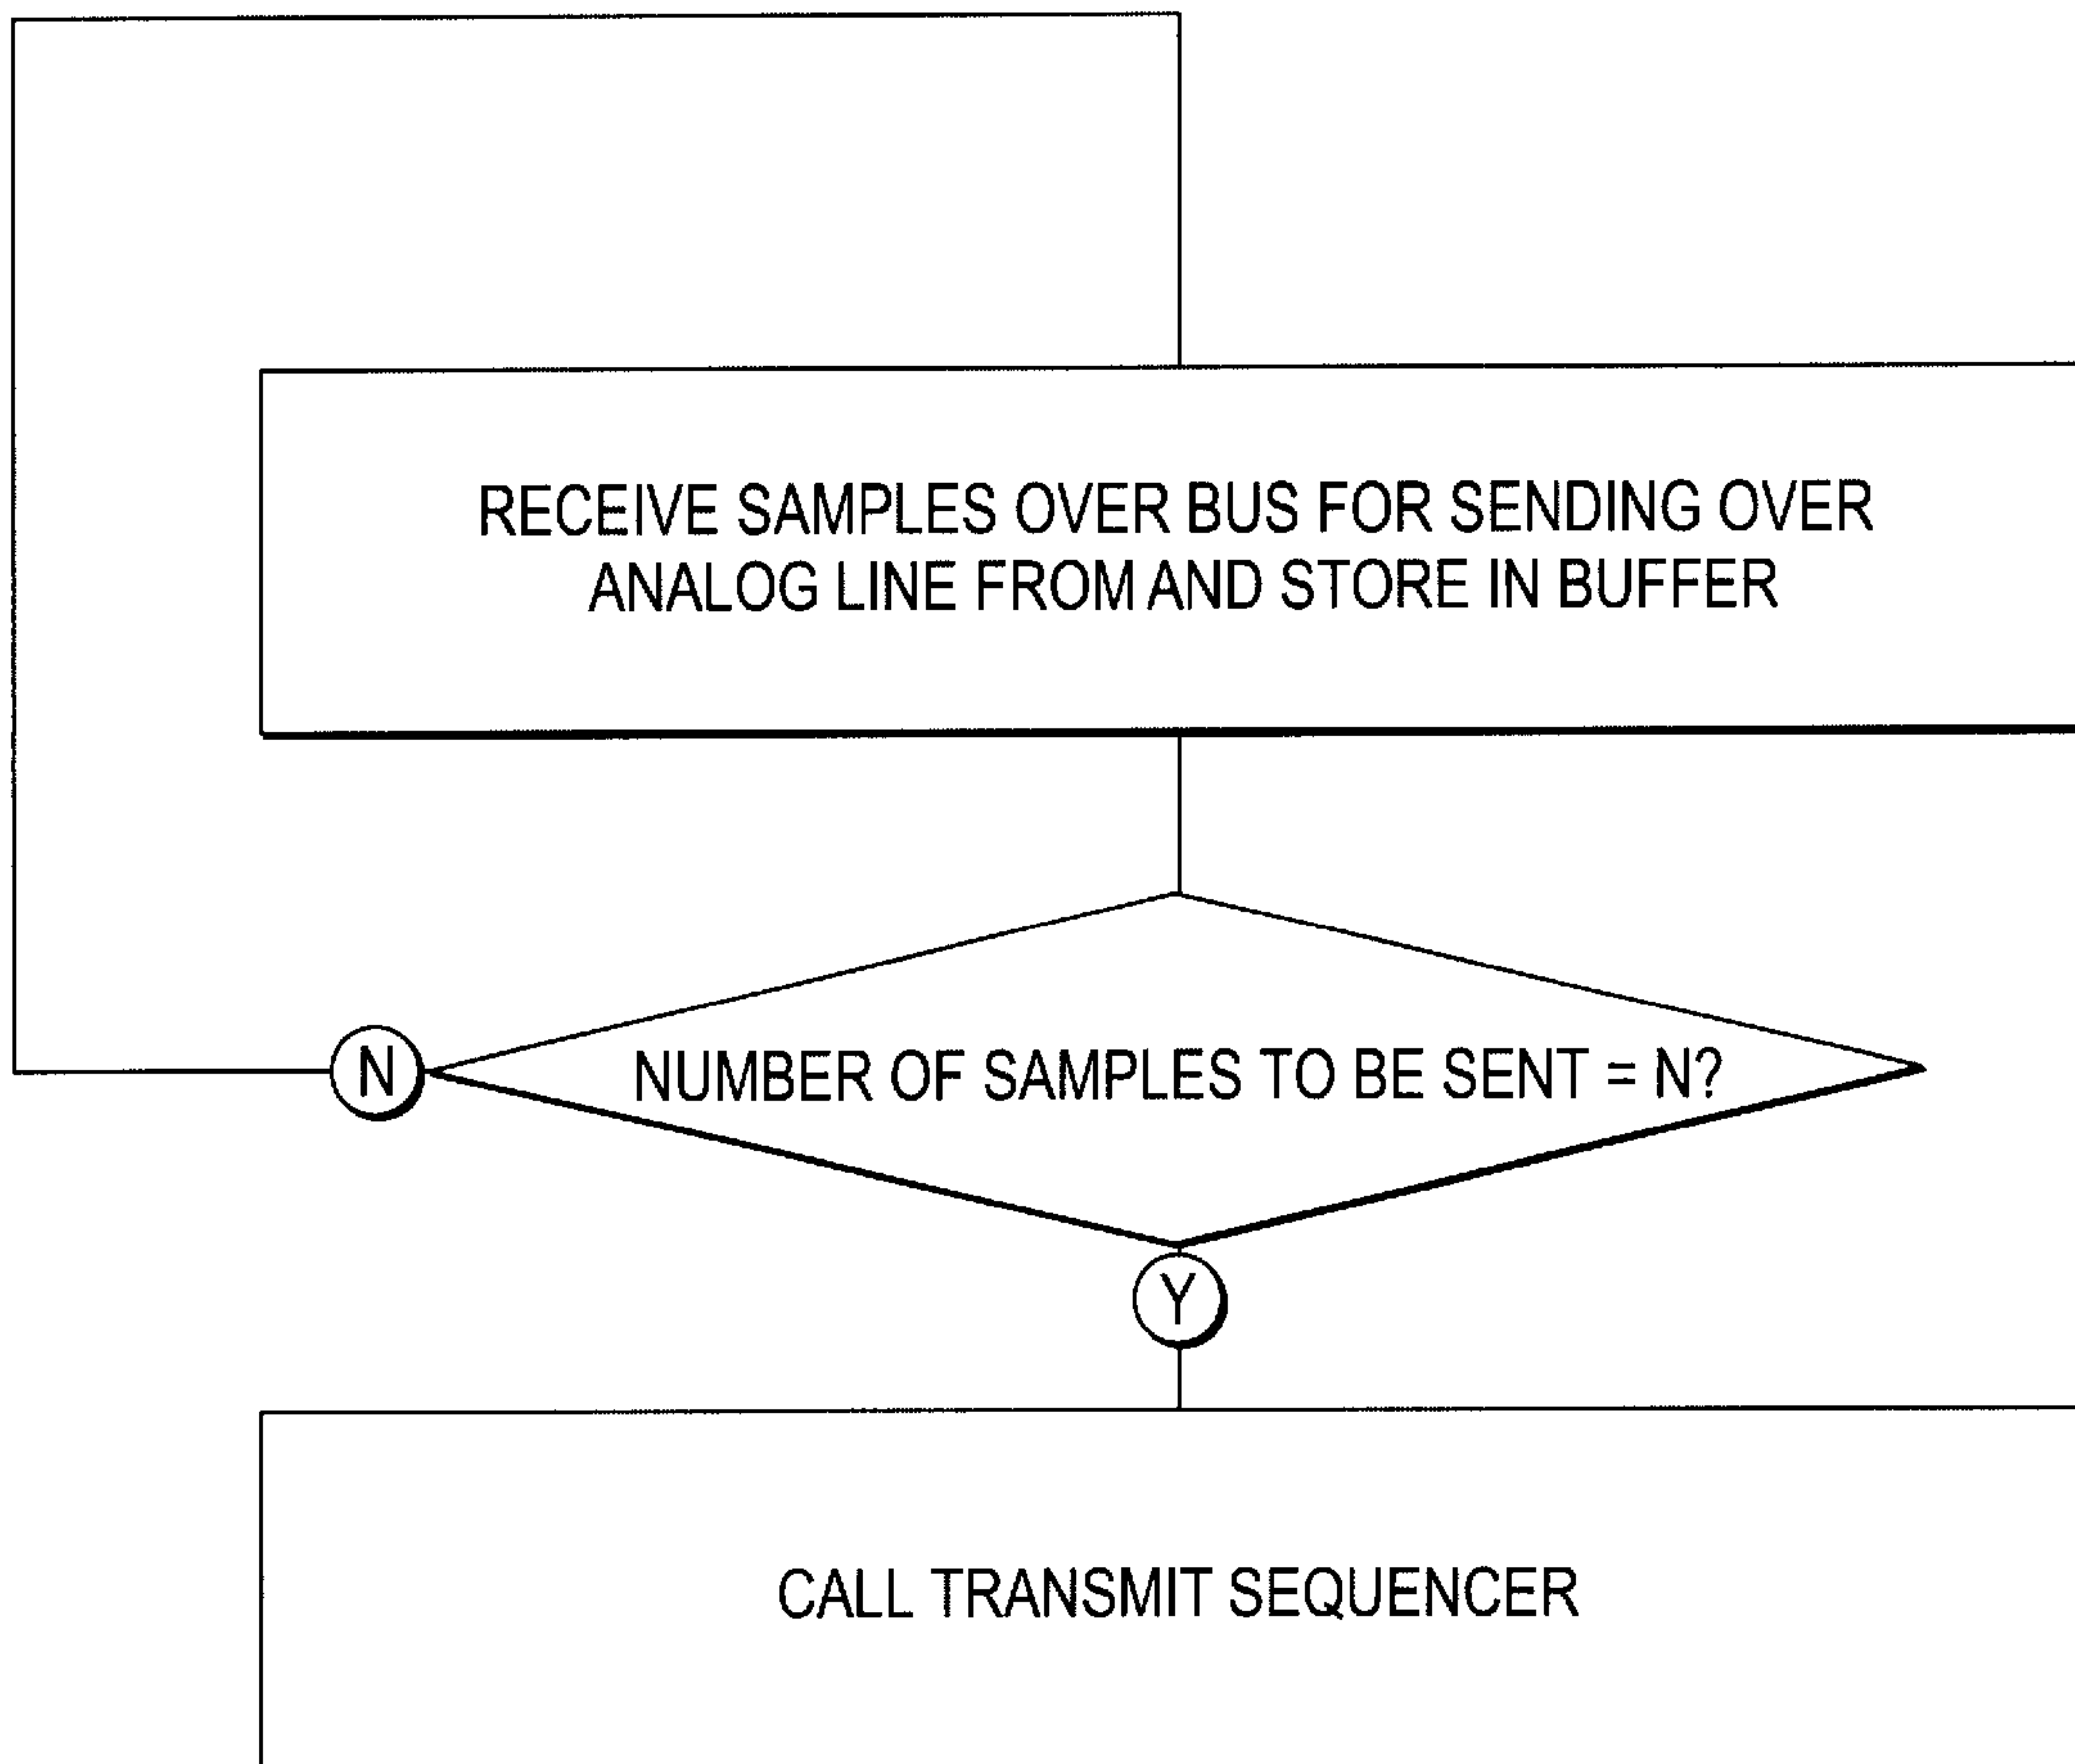 RECEIVE SAMPLES OVER BUS FOR SENDING OVER
ANALOG LINE FROM AND STORE IN BUFFER
N
NUMBER OF SAMPLES TO BE SENT = N?
Y
CALL TRANSMIT SEQUENCER